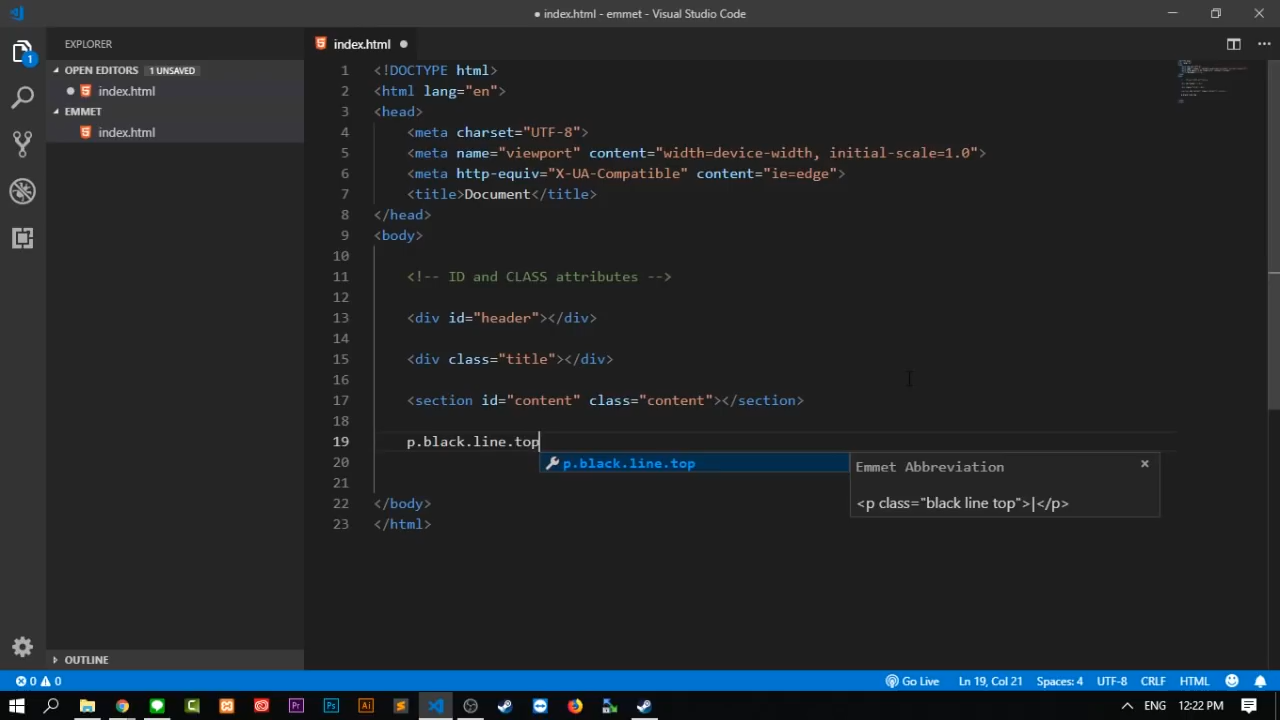 index.html - emmet - Visual Studio Code
EXPLORER
OPEN EDITORS 1 UNSAVED
index.html
EMMET
index.html
OUTLINE
1
index.html
1 <!DOCTYPE html>
2 <html lang="en">
3 <head>
4 <meta charset="UTF-8">
5 <meta name="viewport" content="width=device-width, initial-scale=1.0">
6 <meta http-equiv="X-UA-Compatible" content="ie=edge">
7 <title>Document</title>
8 </head>
9 <body>
10
11 <!-- ID and CLASS attributes -->
12
13 <div id="header"></div>
14
15 <div class="title"></div>
16
17 <section id="content" class="content"></section>
18
19 p.black.line.top
20
21
22 </body>
23 </html>
p.black.line.top
Emmet Abbreviation
<p class="black line top">|</p>
0 0
Go Live Ln 19, Col 21 Spaces: 4 UTF-8 CRLF HTML
Pr Ps Ai
ENG 12:22 PM